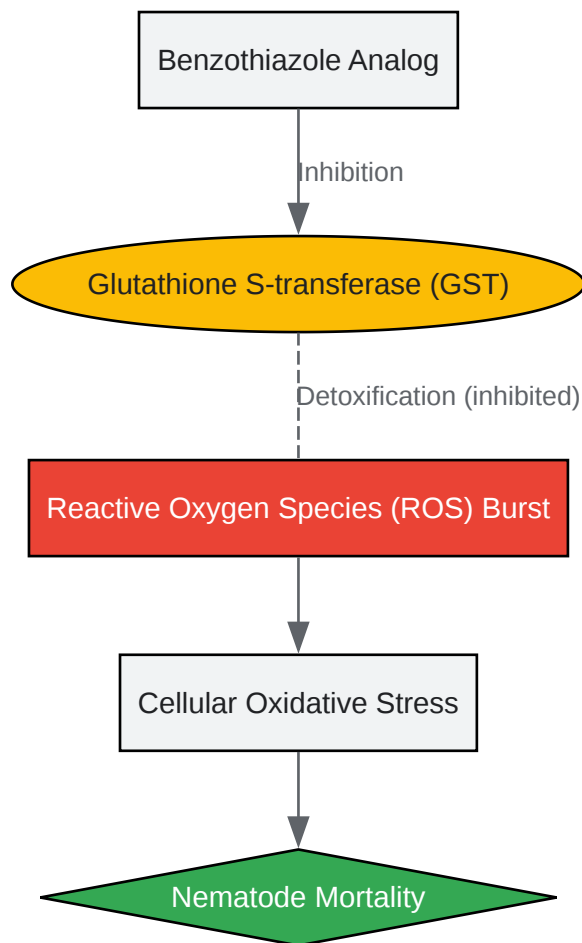 Benzothiazole Analog
Inhibition
Glutathione S-transferase (GST)
Detoxification (inhibited)
Reactive Oxygen Species (ROS) Burst
Cellular Oxidative Stress
Nematode Mortality